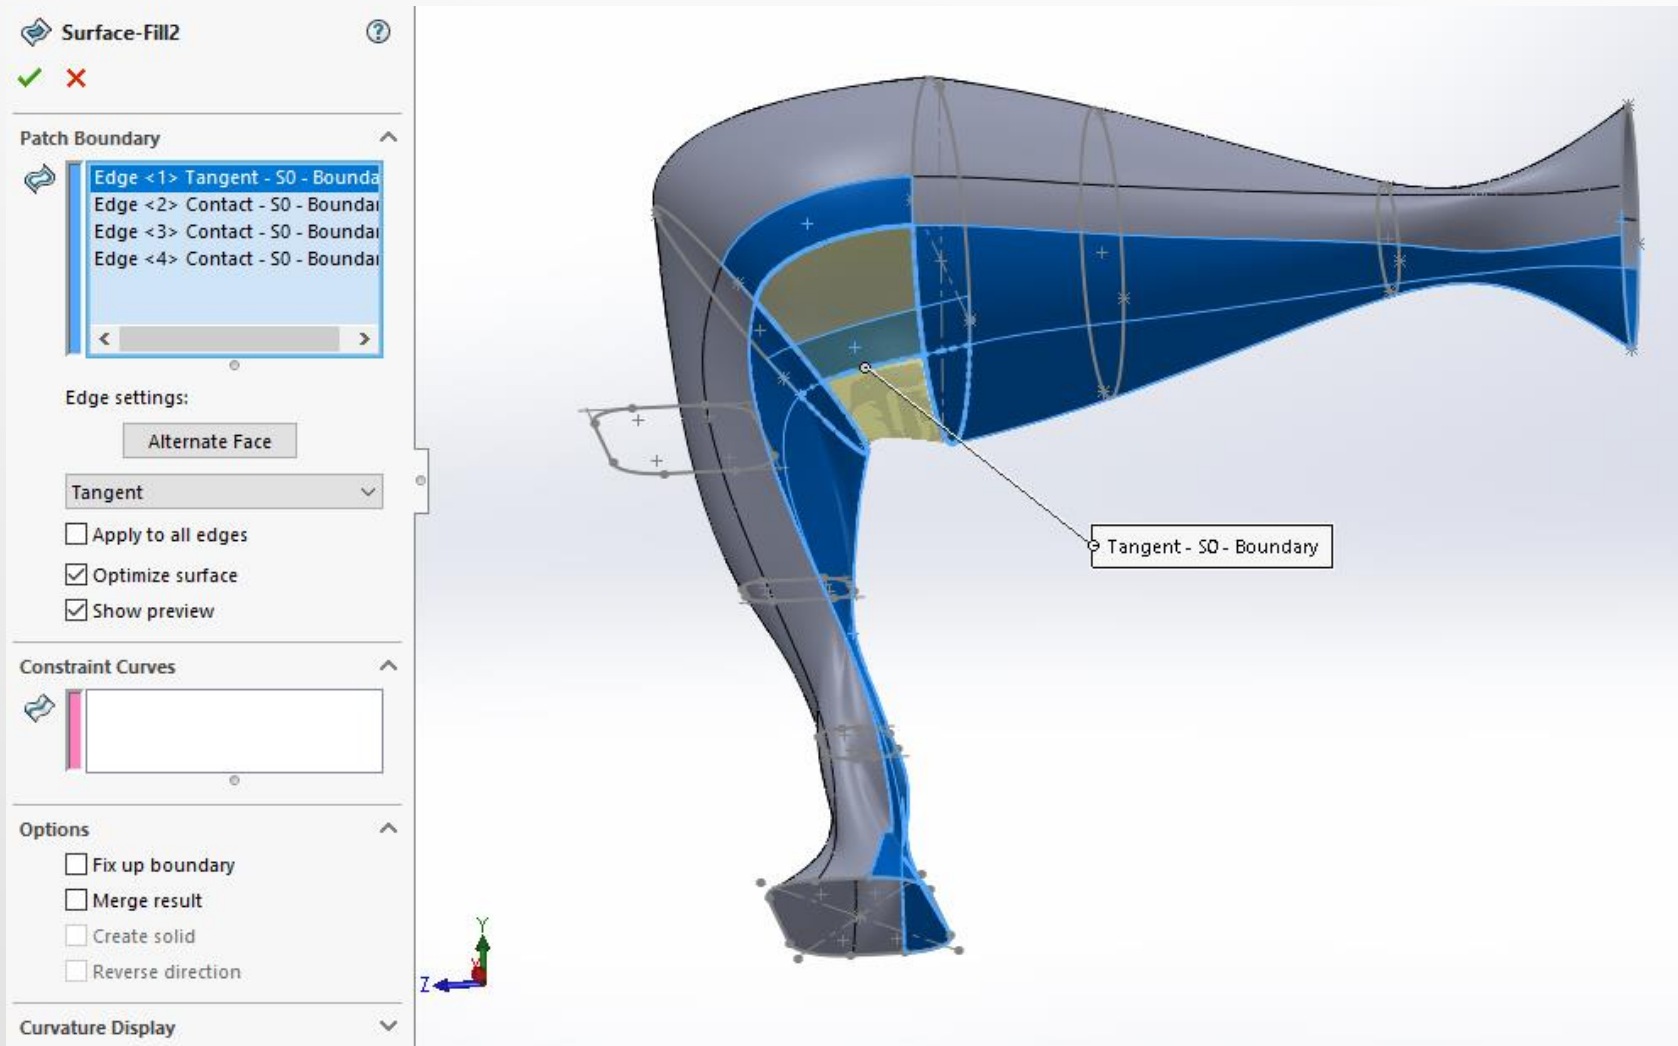 Surface-Fill2
Patch Boundary
Edge <1> Tangent - S0 - Bounda
Edge <2> Contact - S0 - Boundar
Edge <3> Contact - S0 - Boundar
Edge <4> Contact - S0 - Boundar
Edge settings:
Alternate Face
Tangent
Apply to all edges
Optimize surface
Show preview
Constraint Curves
Options
Fix up boundary
Merge result
Create solid
Reverse direction
Curvature Display
Tangent - S0 - Boundary
Y
Z